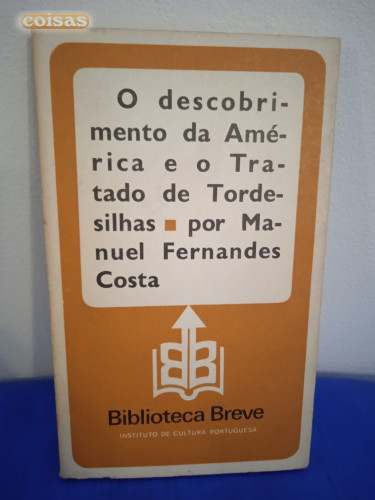 coisas
O descobri-
mento da Amé-
rica e o Tra-
tado de Torde-
silhas ■ por Ma-
nuel Fernandes
Costa
Biblioteca Breve
INSTITUTO DE CULTURA PORTUGUESA